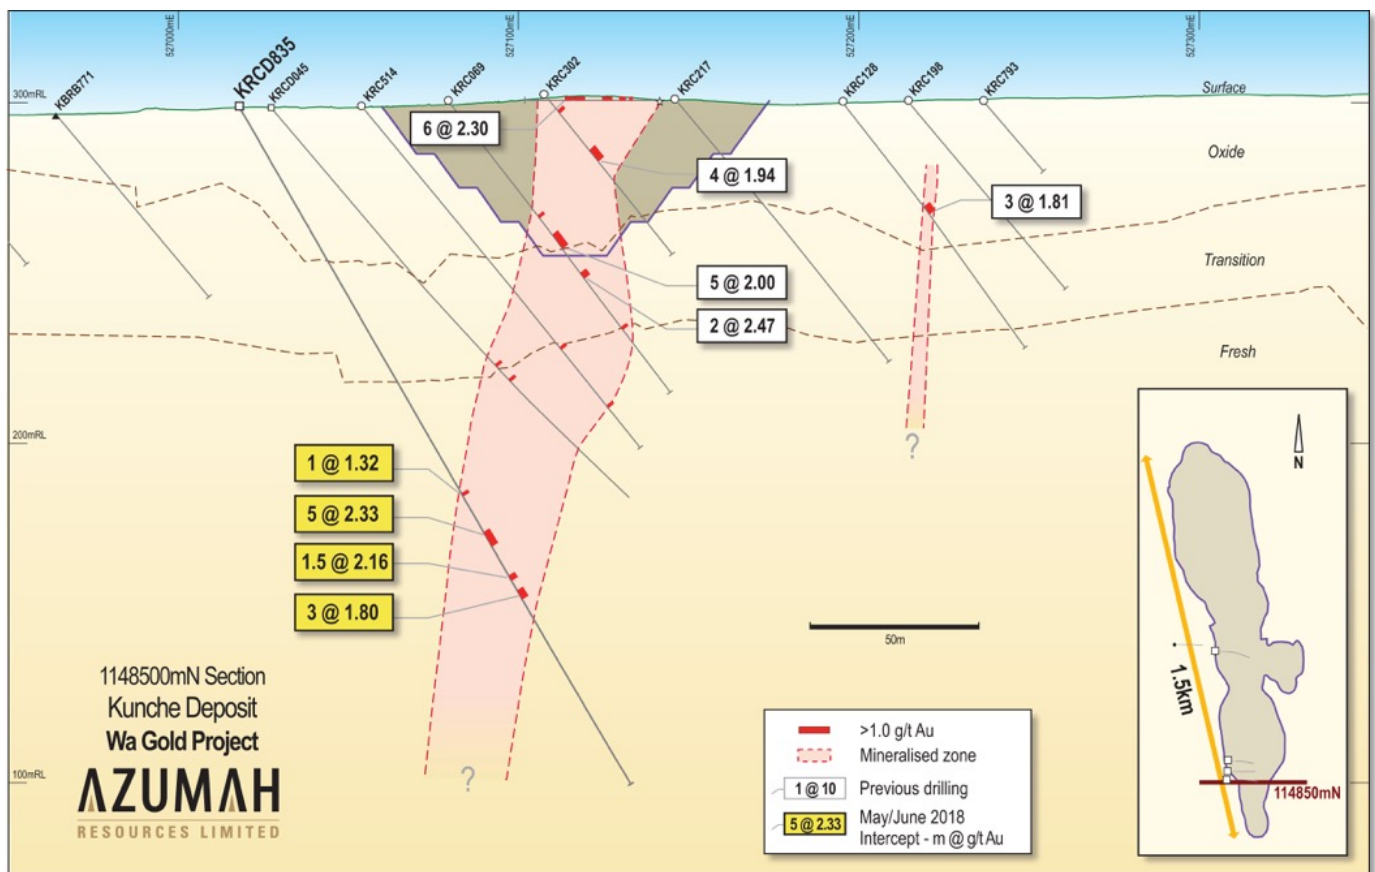 527000mE
527100mE
527200mE
527300mE
KBRB771
KRCD835
KRCD045
KRC514
KRC069
KRC302
KRC217
KRC128
KRC198
KRC793
Surface
300mRL
6 @ 2.30
Oxide
4 @ 1.94
3 @ 1.81
Transition
5 @ 2.00
2 @ 2.47
Fresh
200mRL
?
1 @ 1.32
5 @ 2.33
1.5 @ 2.16
3 @ 1.80
50m
N
1.5km
114850mN
1148500mN Section
Kunche Deposit
Wa Gold Project
AZUMAH
RESOURCES LIMITED
100mRL
?
>1.0 g/t Au
Mineralised zone
1 @ 10 Previous drilling
5 @ 2.33 May/June 2018
Intercept - m @ g/t Au